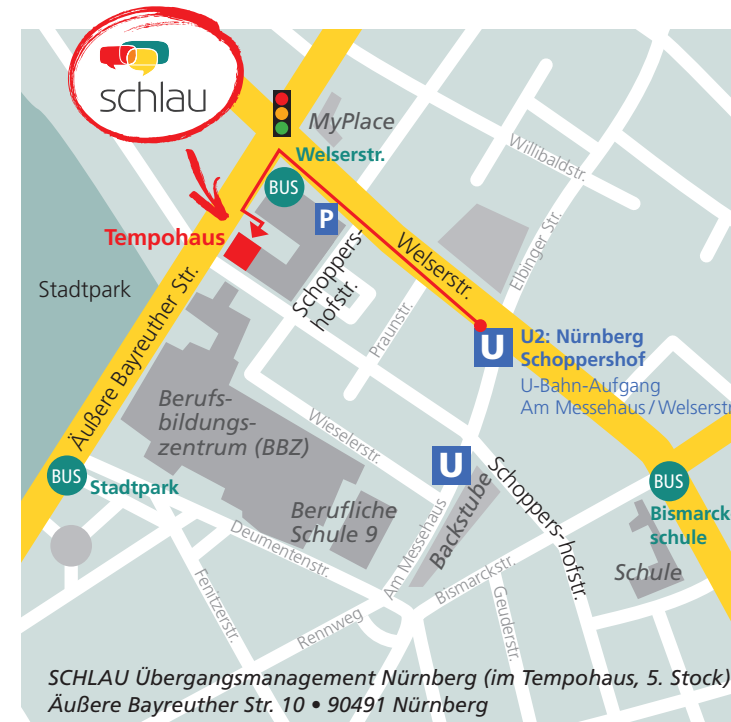 schlau
MyPlace
Welserstr.
BUS
P
Willibaldstr.
Tempohaus
Stadtpark
Äußere Bayreuther Str.
Schoppers-
hofstr.
Welserstr.
Elbinger Str.
Praunstr.
U
U2: Nürnberg
Schoppershof
U-Bahn-Aufgang
Am Messehaus / Welserstr
Berufs-
bildungs-
zentrum (BBZ)
Wieselerstr.
U
BUS
Stadtpark
Berufliche
Schule 9
Deumentenstr.
Am Messehaus
Backstube
Schoppers-hofstr.
BUS
Bismarck
schule
Schule
Bismarckstr.
Geuderstr.
Fenitzerstr.
Rennweg
SCHLAU Übergangsmanagement Nürnberg (im Tempohaus, 5. Stock)
Äußere Bayreuther Str. 10 • 90491 Nürnberg